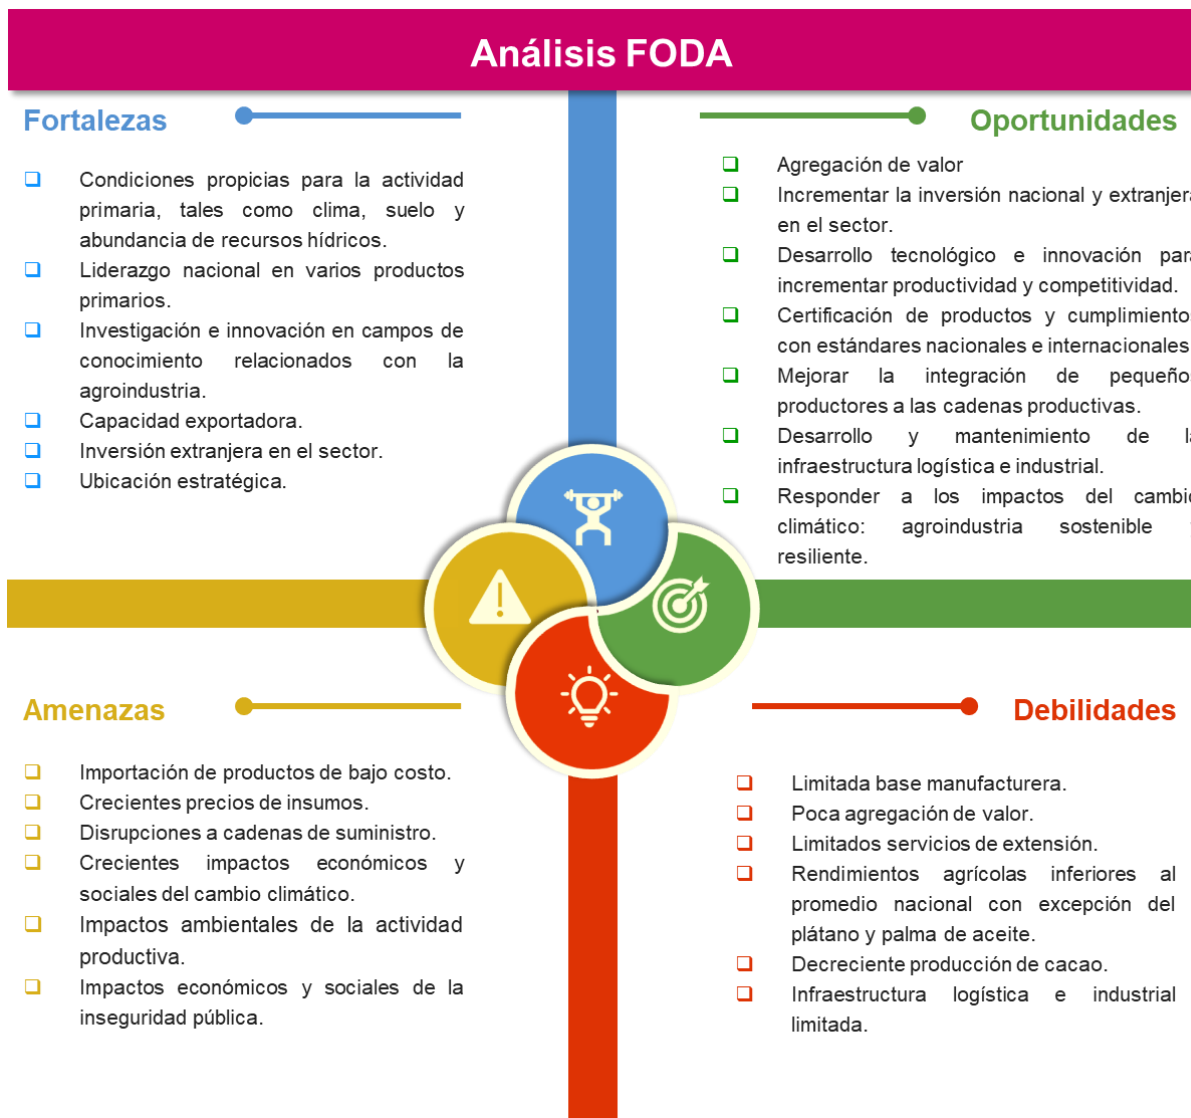 Análisis FODA
Fortalezas
Condiciones propicias para la actividad
primaria, tales como clima, suelo y
abundancia de recursos hídricos.
Liderazgo nacional en varios productos
primarios.
Investigación e innovación en campos de
conocimiento relacionados con la
agroindustria.
Capacidad exportadora.
Inversión extranjera en el sector.
Ubicación estratégica.
Oportunidades
Agregación de valor
Incrementar la inversión nacional y extranjera
en el sector.
Desarrollo tecnológico e innovación para
incrementar productividad y competitividad.
Certificación de productos y cumplimiento
con estándares nacionales e internacionales
Mejorar la integración de pequeños
productores a las cadenas productivas.
Desarrollo y mantenimiento de la
infraestructura logística e industrial.
Responder a los impactos del cambio
climático: agroindustria sostenible
resiliente.
Amenazas
Importación de productos de bajo costo.
Crecientes precios de insumos.
Disrupciones a cadenas de suministro.
Crecientes impactos económicos y
sociales del cambio climático.
Impactos ambientales de la actividad
productiva.
Impactos económicos y sociales de la
inseguridad pública.
Debilidades
Limitada base manufacturera.
Poca agregación de valor.
Limitados servicios de extensión.
Rendimientos agrícolas inferiores al
promedio nacional con excepción del
plátano y palma de aceite.
Decreciente producción de cacao.
Infraestructura logística e industrial
limitada.